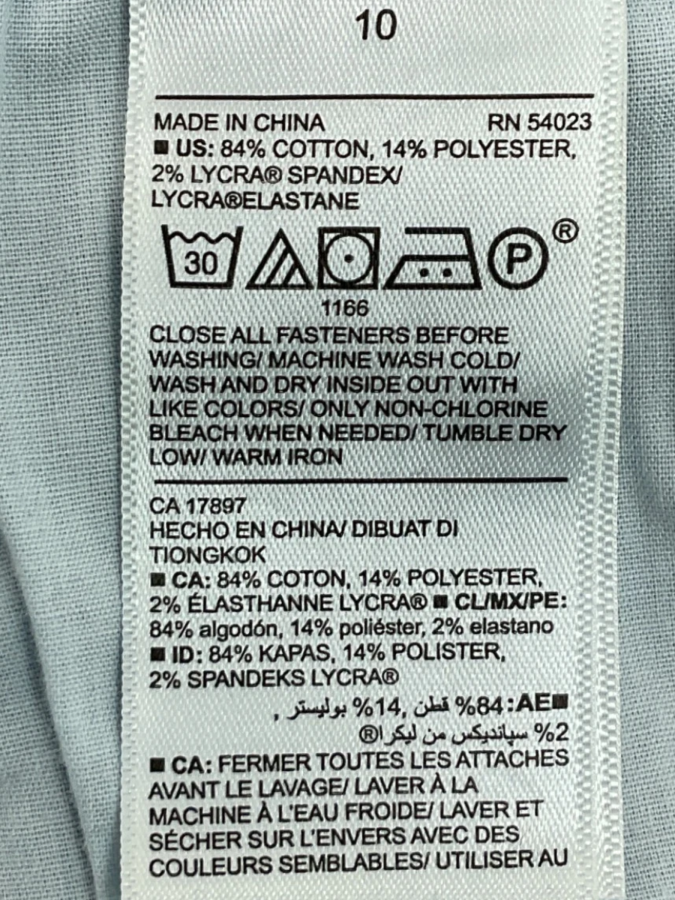 10
MADE IN CHINA RN 54023
■ US: 84% COTTON, 14% POLYESTER,
2% LYCRA® SPANDEX/
LYCRA®ELASTANE
30 P ®
1166
CLOSE ALL FASTENERS BEFORE
WASHING/ MACHINE WASH COLD/
WASH AND DRY INSIDE OUT WITH
LIKE COLORS/ ONLY NON-CHLORINE
BLEACH WHEN NEEDED/ TUMBLE DRY
LOW/ WARM IRON
CA 17897
HECHO EN CHINA/ DIBUAT DI
TIONGKOK
■ CA: 84% COTON, 14% POLYESTER,
2% ÉLASTHANNE LYCRA® ■ CL/MX/PE:
84% algodón, 14% poliéster, 2% elastano
■ ID: 84% KAPAS, 14% POLISTER,
2% SPANDEKS LYCRA®
■AE: 84% قطن, 14% بوليستر ,
2% سپانديكس من ليكرا®
■ CA: FERMER TOUTES LES ATTACHES
AVANT LE LAVAGE/ LAVER À LA
MACHINE À L'EAU FROIDE/ LAVER ET
SÉCHER SUR L'ENVERS AVEC DES
COULEURS SEMBLABLES/ UTILISER AU